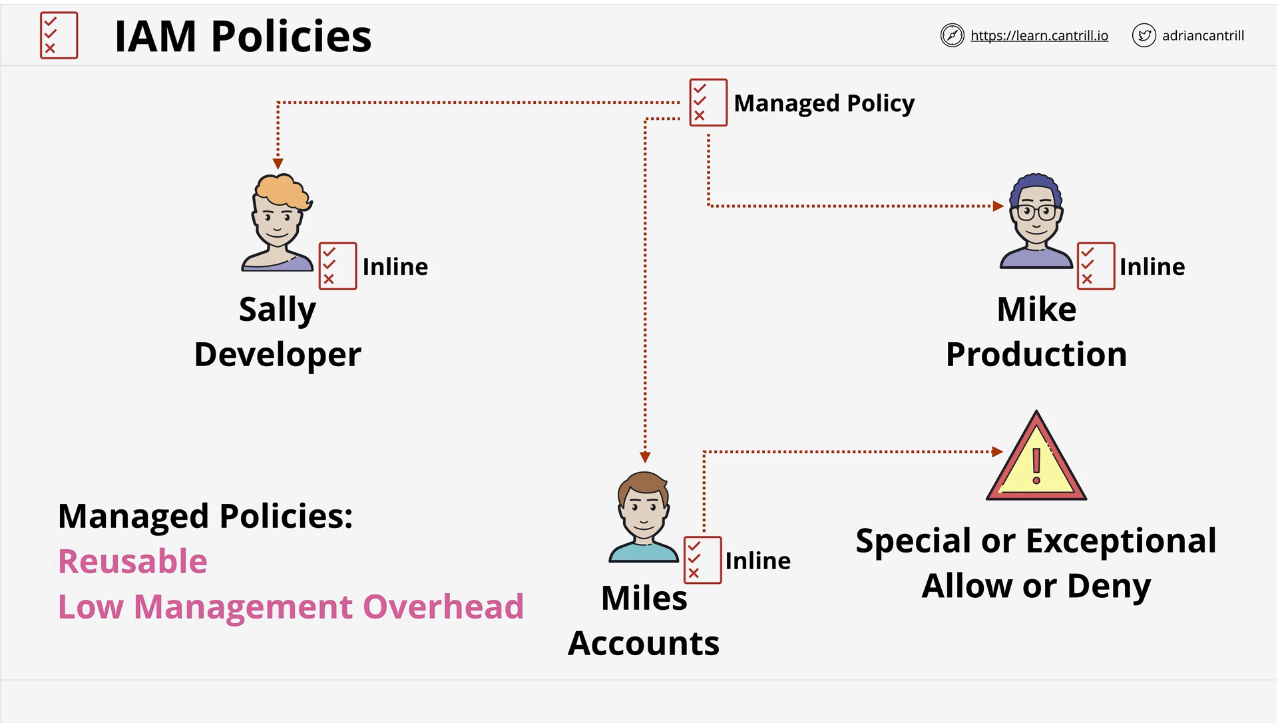 IAM Policies
https://learn.cantrill.io
adriancantrill
Managed Policy
Inline
Sally
Developer
Inline
Mike
Production
Managed Policies:
Reusable
Low Management Overhead
Inline
Miles
Accounts
Special or Exceptional
Allow or Deny